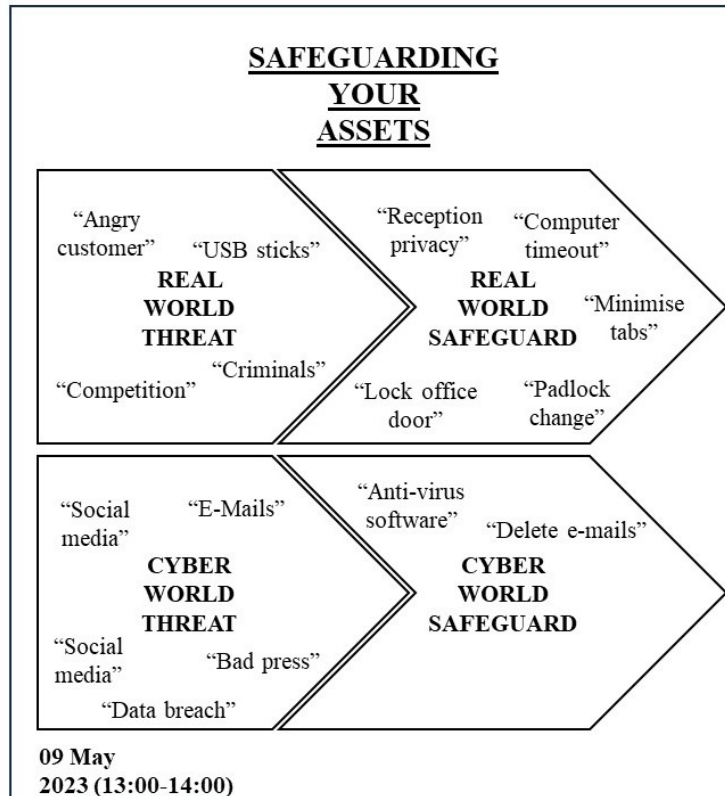 SAFEGUARDING
YOUR
ASSETS
“Angry
customer”
“USB sticks”
REAL
WORLD
THREAT
“Criminals”
“Competition”
“Reception
privacy”
“Computer
timeout”
REAL
WORLD
SAFEGUARD
“Minimise
tabs”
“Lock office
door”
“Padlock
change”
“Social
media”
“E-Mails”
CYBER
WORLD
THREAT
“Social
media”
“Bad press”
“Data breach”
“Anti-virus
software”
“Delete e-mails”
CYBER
WORLD
SAFEGUARD
09 May
2023 (13:00-14:00)